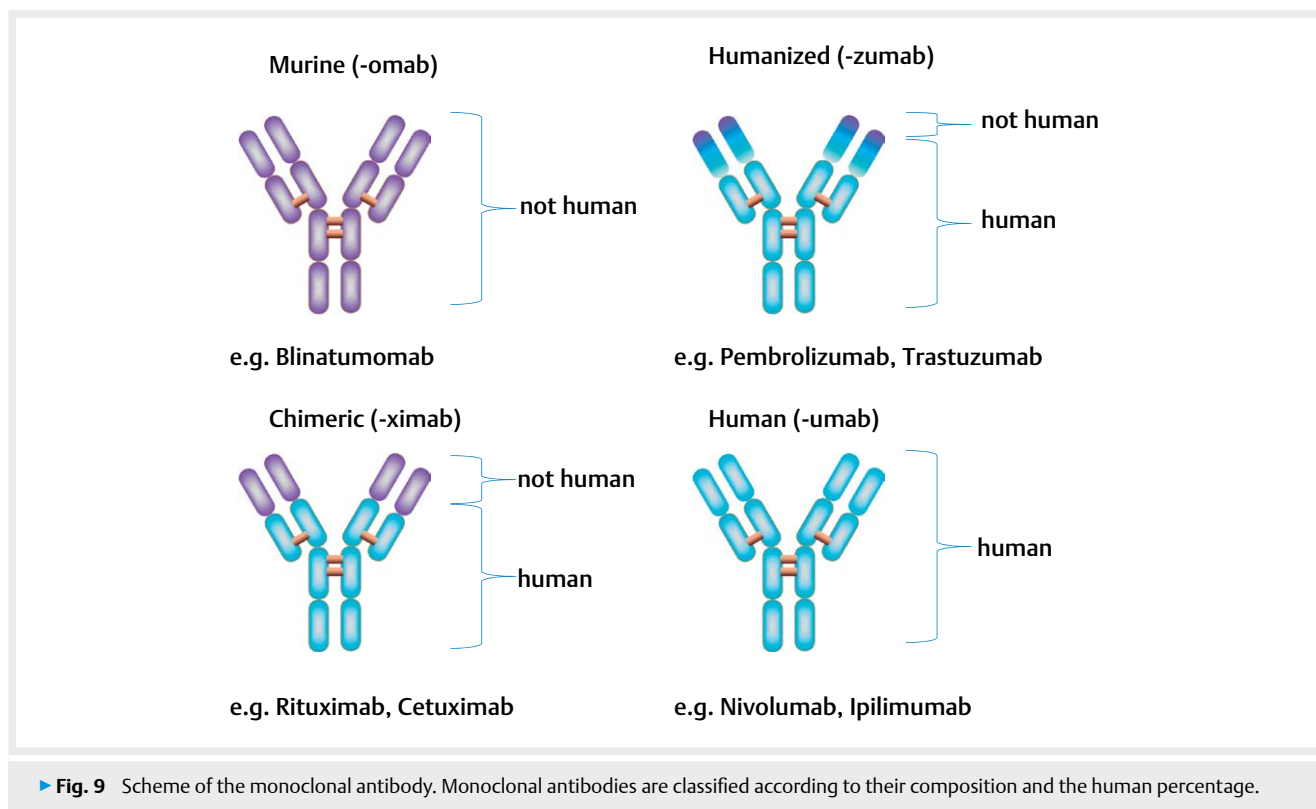 Murine (-omab)
not human
e.g. Blinatumomab
Humanized (-zumab)
not human
human
e.g. Pembrolizumab, Trastuzumab
Chimeric (-ximab)
not human
human
e.g. Rituximab, Cetuximab
Human (-umab)
human
e.g. Nivolumab, Ipilimumab
▶ Fig. 9 Scheme of the monoclonal antibody. Monoclonal antibodies are classified according to their composition and the human percentage.